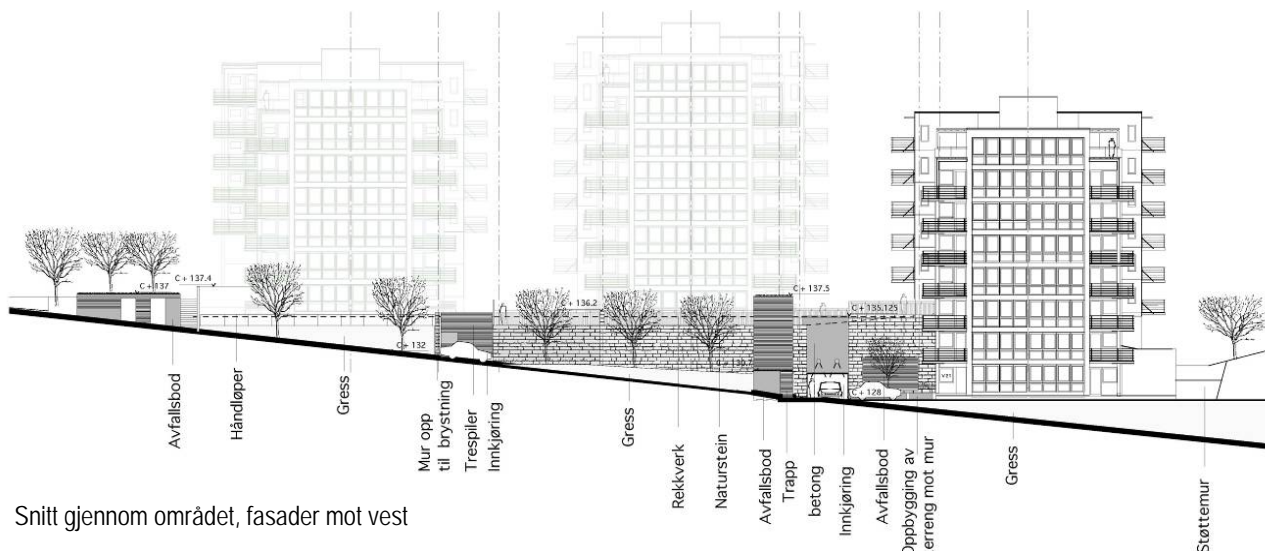 C + 137.4
C + 137
C + 136.2
C + 137.5
C + 135.125
C + 132
C + 128
Avfallsbod
Håndløper
Gress
Mur opp
til brystning
Trespiler
Innkjøring
Gress
Rekkverk
Naturstein
Avfallsbod
Trapp
betong
Innkjøring
Avfallsbod
Oppbygging av
terreng mot mur
Gress
Støttemur
Snitt gjennom området, fasader mot vest